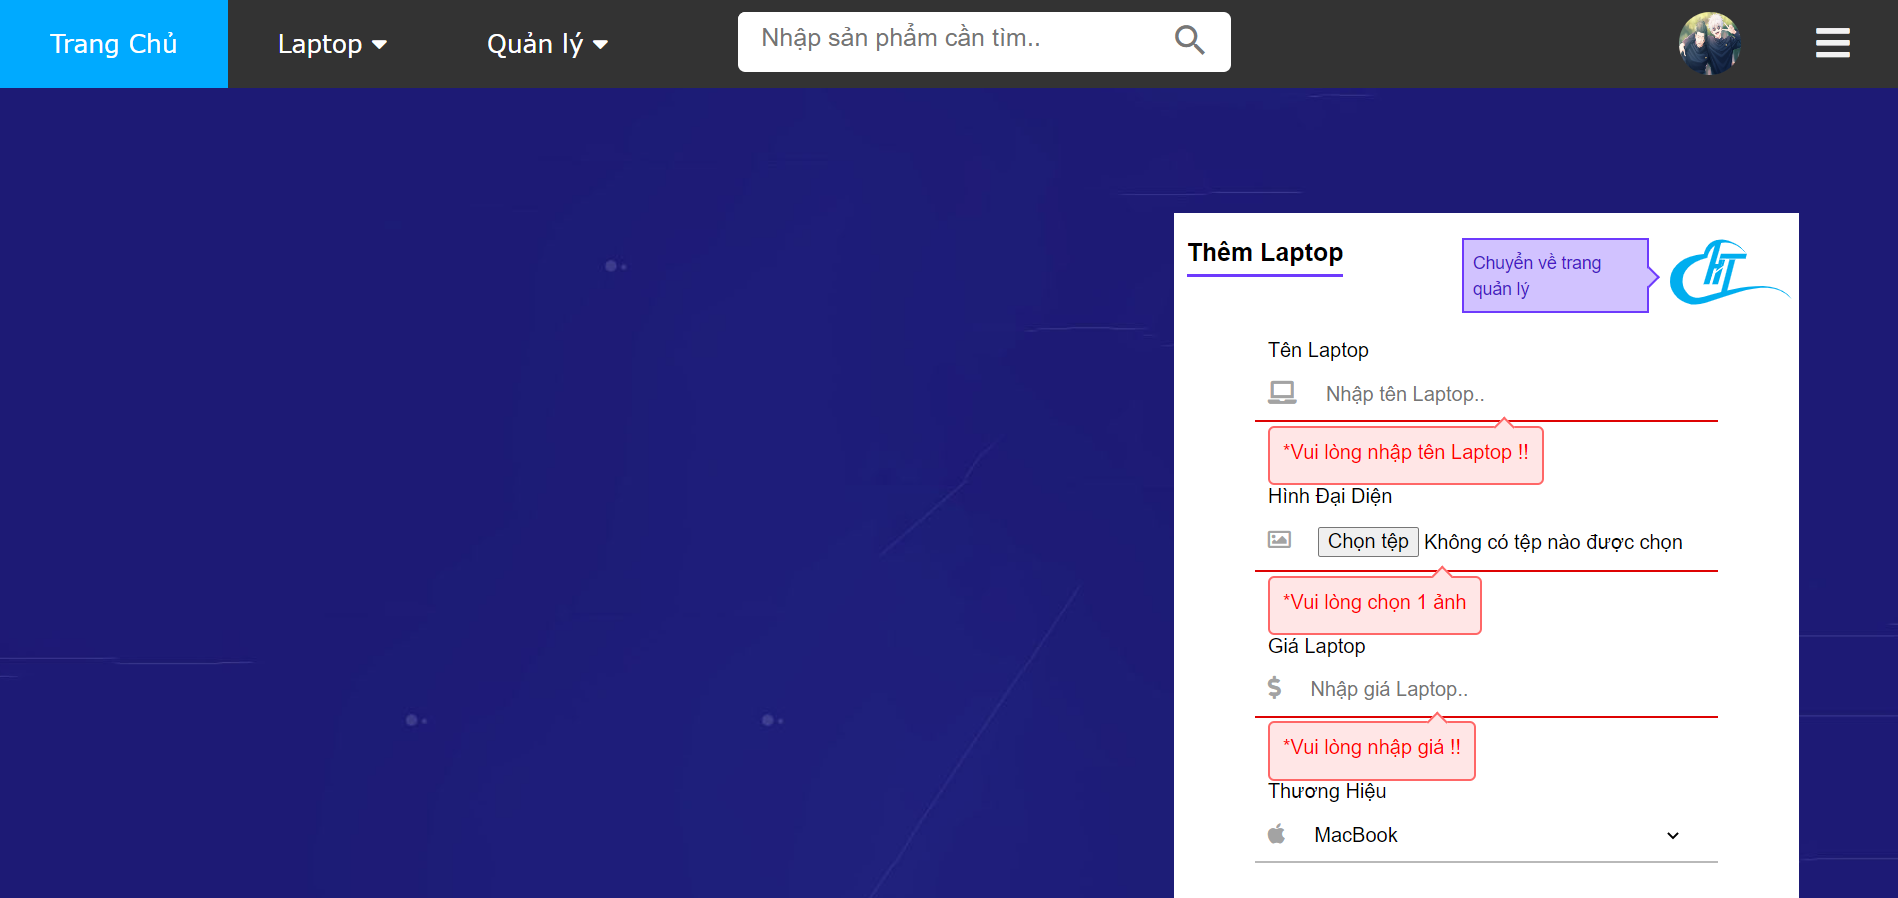 Trang Chủ
Laptop
Quản lý
Nhập sản phẩm cần tìm..
Thêm Laptop
Chuyển về trang
quản lý
CHT
Tên Laptop
Nhập tên Laptop..
*Vui lòng nhập tên Laptop !!
Hình Đại Diện
Chọn tệp Không có tệp nào được chọn
*Vui lòng chọn 1 ảnh
Giá Laptop
Nhập giá Laptop..
*Vui lòng nhập giá !!
Thương Hiệu
MacBook